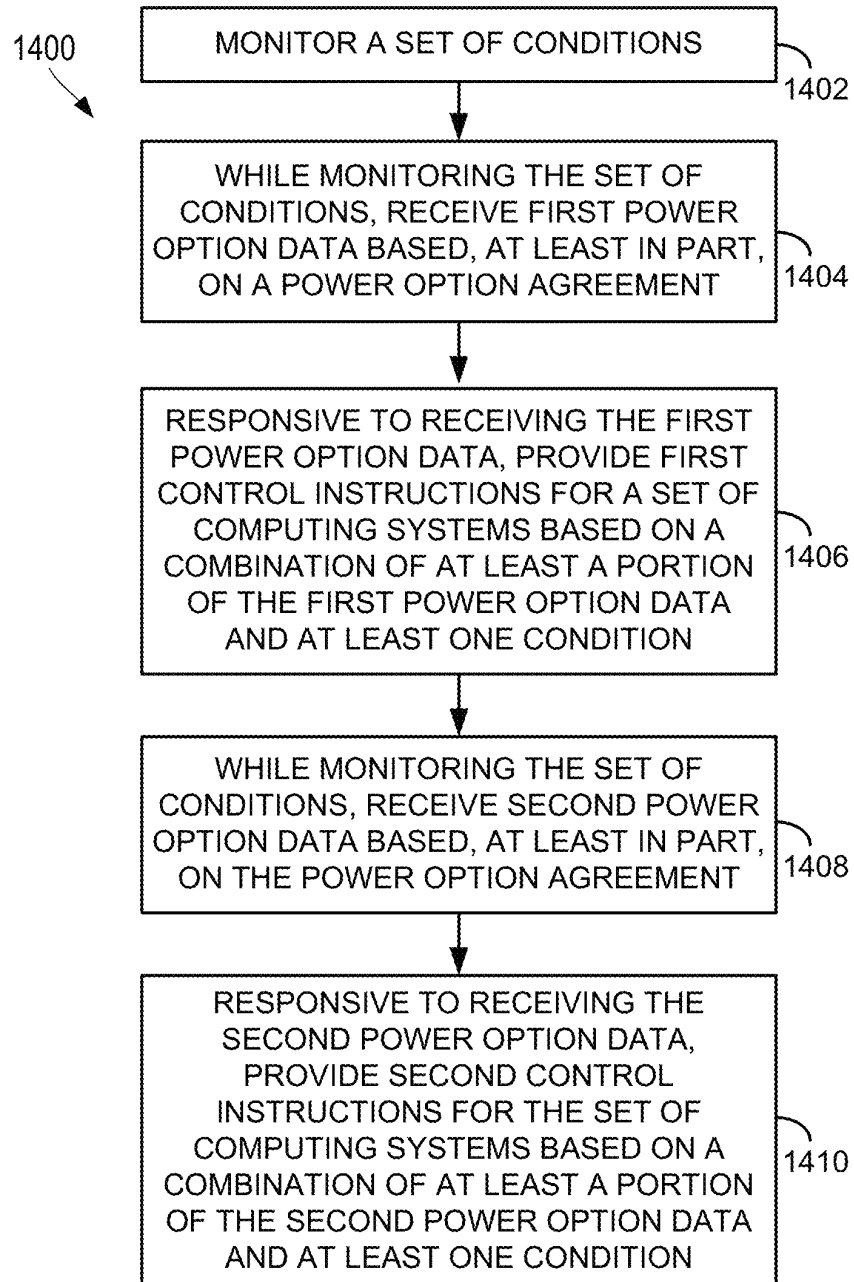 1400
MONITOR A SET OF CONDITIONS
1402
WHILE MONITORING THE SET OF
CONDITIONS, RECEIVE FIRST POWER
OPTION DATA BASED, AT LEAST IN PART,
ON A POWER OPTION AGREEMENT
1404
RESPONSIVE TO RECEIVING THE FIRST
POWER OPTION DATA, PROVIDE FIRST
CONTROL INSTRUCTIONS FOR A SET OF
COMPUTING SYSTEMS BASED ON A
COMBINATION OF AT LEAST A PORTION
OF THE FIRST POWER OPTION DATA
AND AT LEAST ONE CONDITION
1406
WHILE MONITORING THE SET OF
CONDITIONS, RECEIVE SECOND POWER
OPTION DATA BASED, AT LEAST IN PART,
ON THE POWER OPTION AGREEMENT
1408
RESPONSIVE TO RECEIVING THE
SECOND POWER OPTION DATA,
PROVIDE SECOND CONTROL
INSTRUCTIONS FOR THE SET OF
COMPUTING SYSTEMS BASED ON A
COMBINATION OF AT LEAST A PORTION
OF THE SECOND POWER OPTION DATA
AND AT LEAST ONE CONDITION
1410